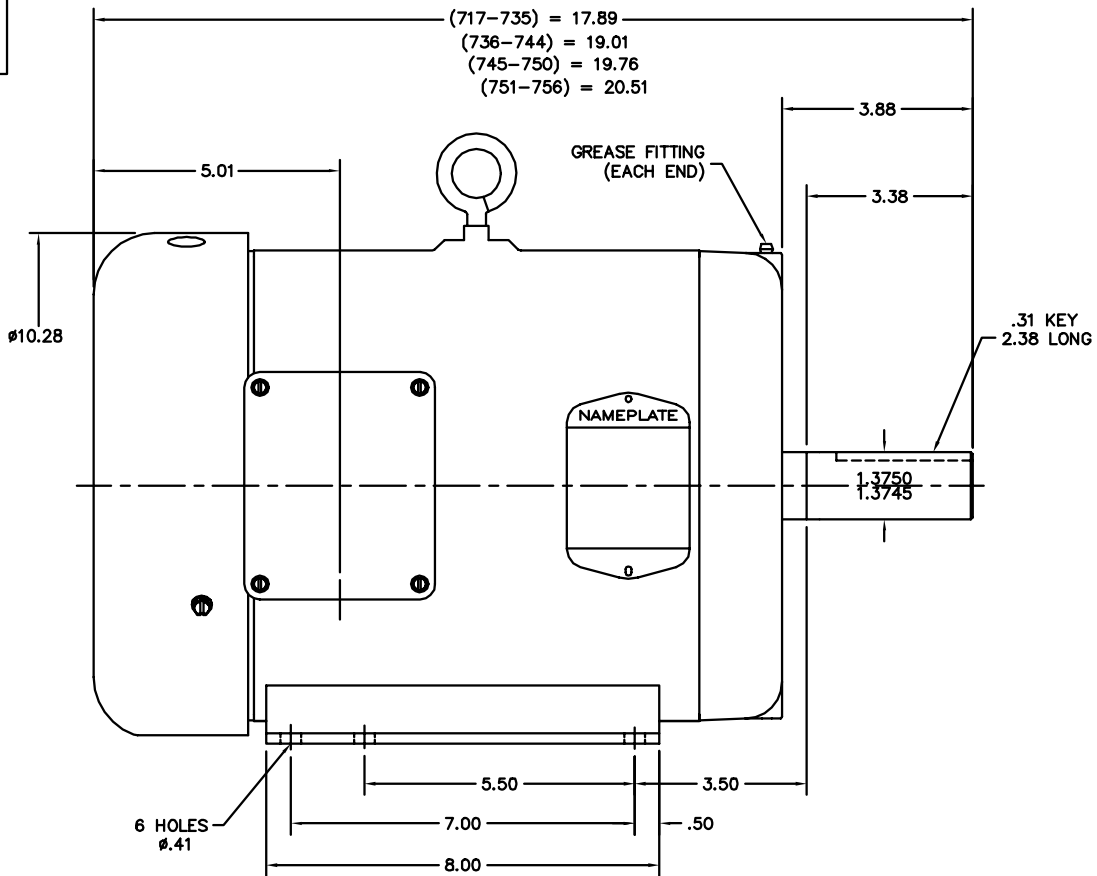 (717-735) = 17.89
(736-744) = 19.01
(745-750) = 19.76
(751-756) = 20.51
3.88
GREASE FITTING
(EACH END)
5.01
3.38
ø10.28
.31 KEY
2.38 LONG
NAMEPLATE
1.3750
1.3745
5.50
3.50
6 HOLES
ø.41
7.00
.50
8.00